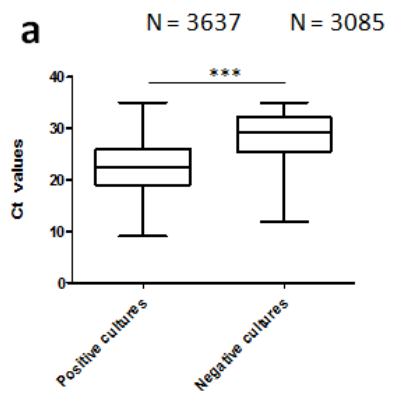 a
N = 3637 N = 3085
***
40
30
20
10
0
Ct values
Positive cultures
Negative cultures